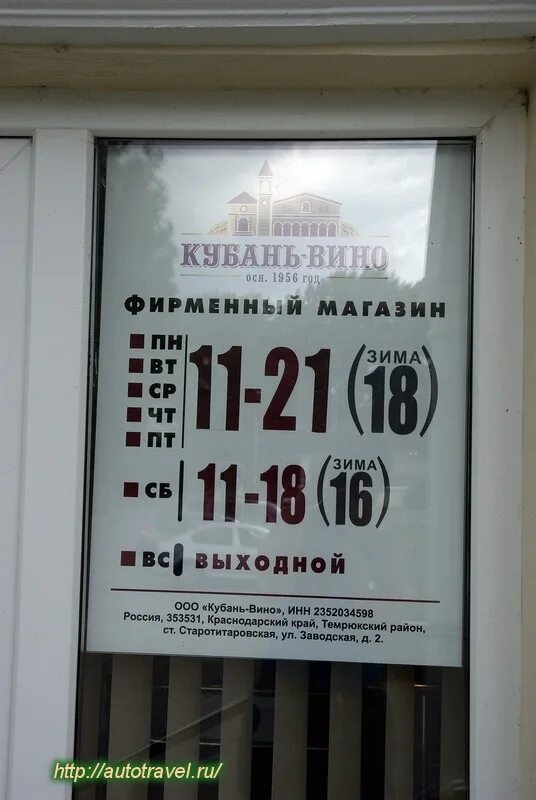 КУБАНЬ-ВИНО
осн. 1956 год
ФИРМЕННЫЙ МАГАЗИН
ПН
ВТ
СР
ЧТ
ПТ
11-21 (ЗИМА 18)
СБ 11-18 (ЗИМА 16)
ВС ВЫХОДНОЙ
ООО «Кубань-Вино», ИНН 2352034598
Россия, 353531, Краснодарский край, Темрюкский район,
ст. Старотитаровская, ул. Заводская, д. 2.
http://autotravel.ru/